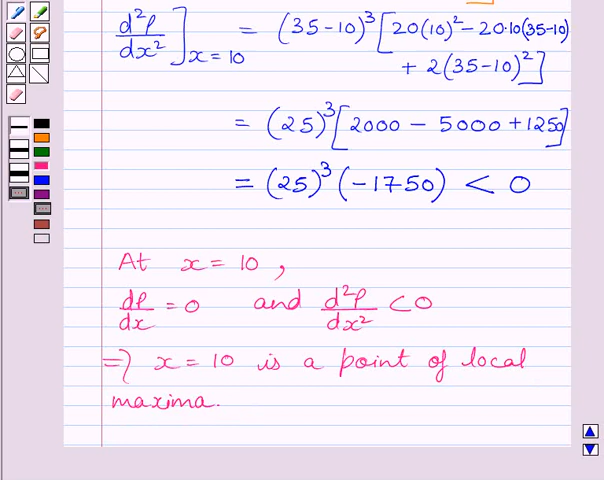 d²P/dx²]x=10 = (35-10)³[20(10)² - 20·10(35-10)
+ 2(35-10)²]
= (25)³[2000 - 5000 + 1250]
= (25)³(-1750) < 0
At x = 10,
dP/dx = 0 and d²P/dx² < 0
=> x = 10 is a point of local
maxima.